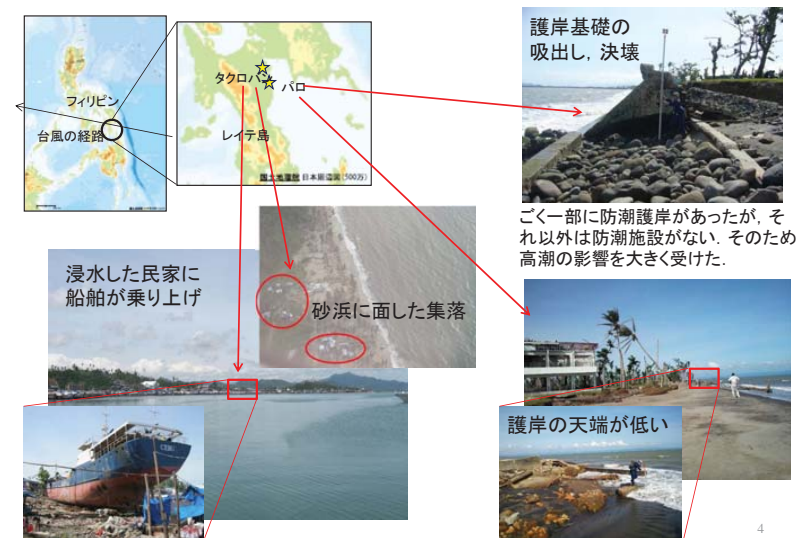 フィリピン
台風の経路
タクロバン
パロ
レイテ島
国土地理院 日本周辺図(500万)
護岸基礎の
吸出し，決壊
ごく一部に防潮護岸があったが，そ
れ以外は防潮施設がない．そのため
高潮の影響を大きく受けた．
浸水した民家に
船舶が乗り上げ
砂浜に面した集落
護岸の天端が低い
4